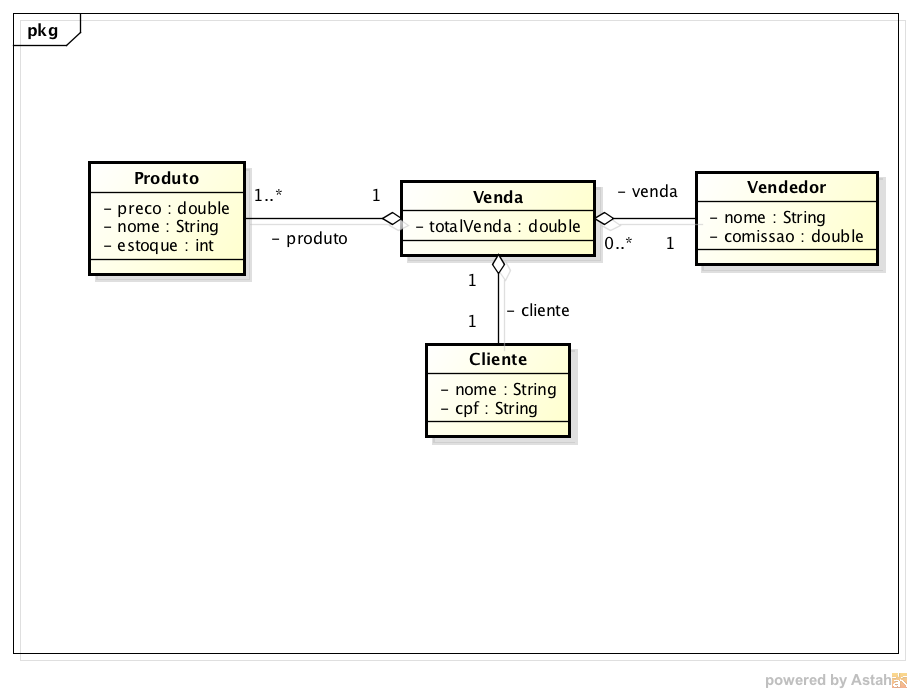 pkg
Produto
- preco : double
- nome : String
- estoque : int
1..*
1
- produto
Venda
- totalVenda : double
- venda
0..*
1
Vendedor
- nome : String
- comissao : double
1
- cliente
1
Cliente
- nome : String
- cpf : String
powered by Astah